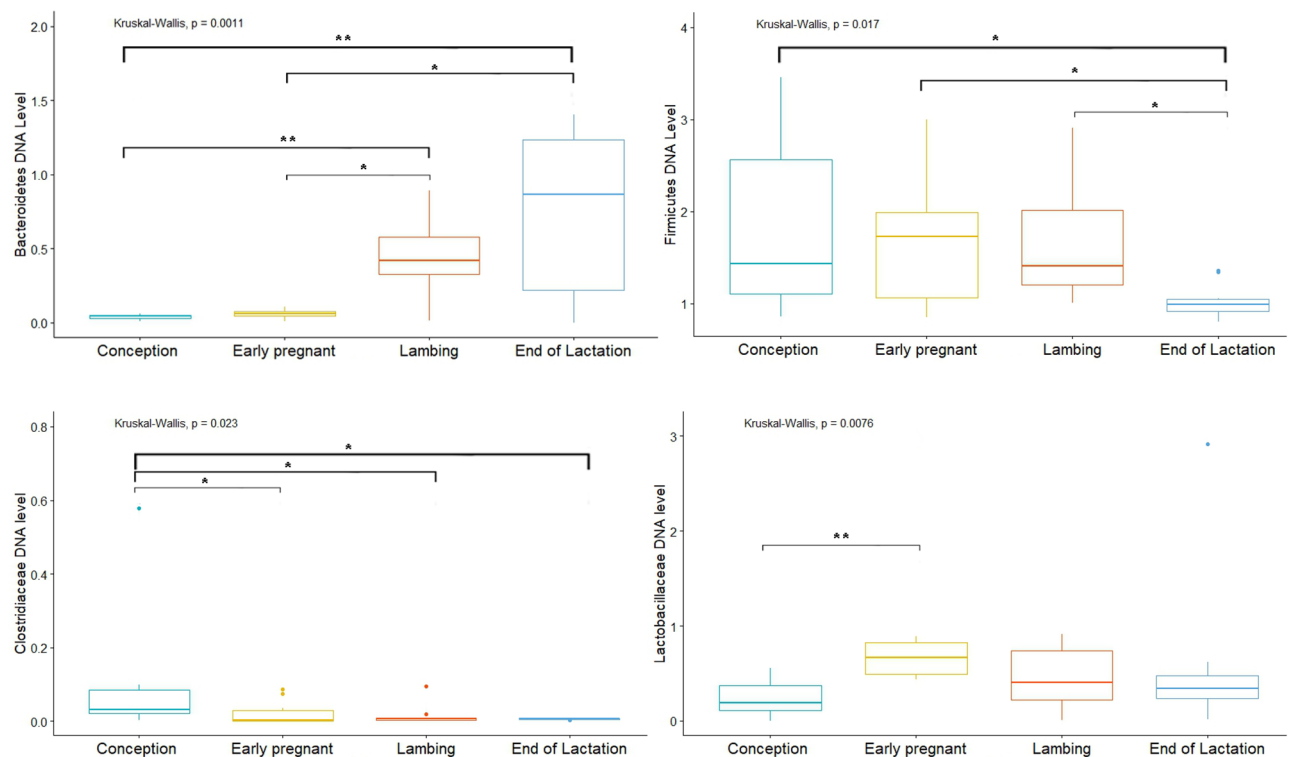 Kruskal-Wallis, p = 0.0011
**
*
**
*
Bacteroidetes DNA Level
2.0
1.5
1.0
0.5
0.0
Conception Early pregnant Lambing End of Lactation
Kruskal-Wallis, p = 0.017
*
*
*
Firmicutes DNA Level
4
3
2
1
Conception Early pregnant Lambing End of Lactation
Kruskal-Wallis, p = 0.023
*
*
*
Clostridiaceae DNA level
0.8
0.6
0.4
0.2
0.0
Conception Early pregnant Lambing End of Lactation
Kruskal-Wallis, p = 0.0076
**
Lactobacillaceae DNA level
3
2
1
0
Conception Early pregnant Lambing End of Lactation